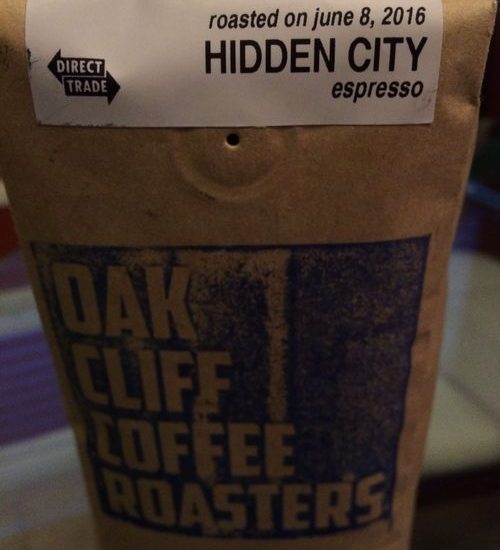 roasted on june 8, 2016
HIDDEN CITY
espresso
DIRECT
TRADE
OAK
CLIFF
COFFEE
ROASTERS